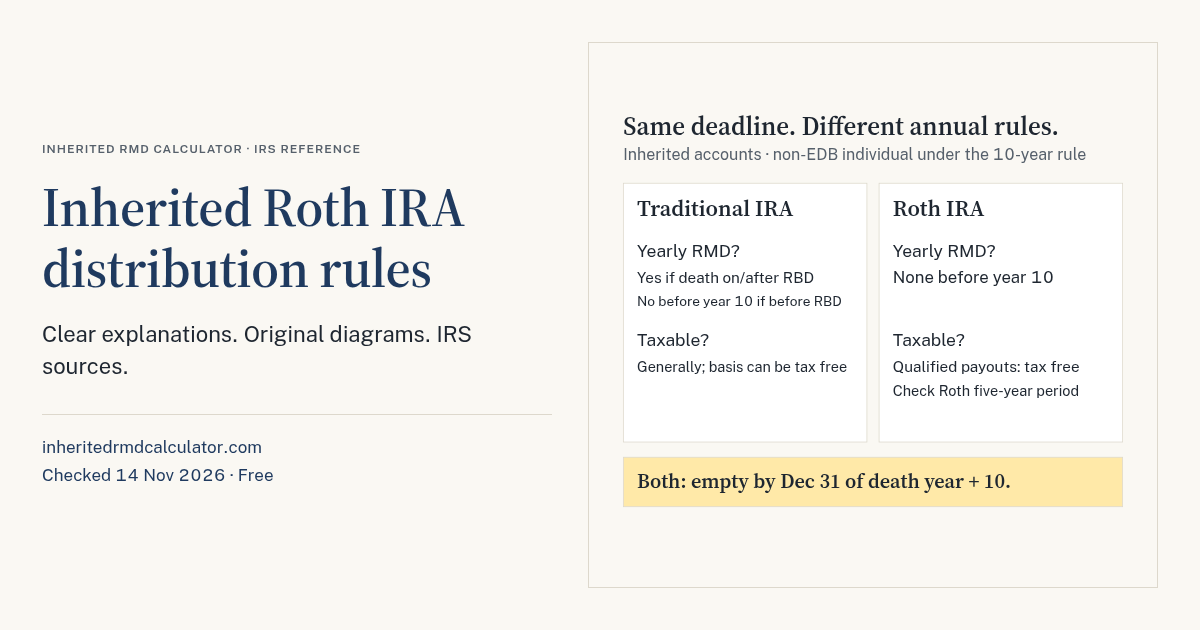 INHERITED RMD CALCULATOR · IRS REFERENCE
Inherited Roth IRA
distribution rules
Clear explanations. Original diagrams. IRS
sources.
inheritedrmdcalculator.com
Checked 14 Nov 2026 · Free
Same deadline. Different annual rules.
Inherited accounts · non-EDB individual under the 10-year rule
Traditional IRA
Yearly RMD?
Yes if death on/after RBD
No before year 10 if before RBD
Taxable?
Generally; basis can be tax free
Roth IRA
Yearly RMD?
None before year 10
Taxable?
Qualified payouts: tax free
Check Roth five-year period
Both: empty by Dec 31 of death year + 10.